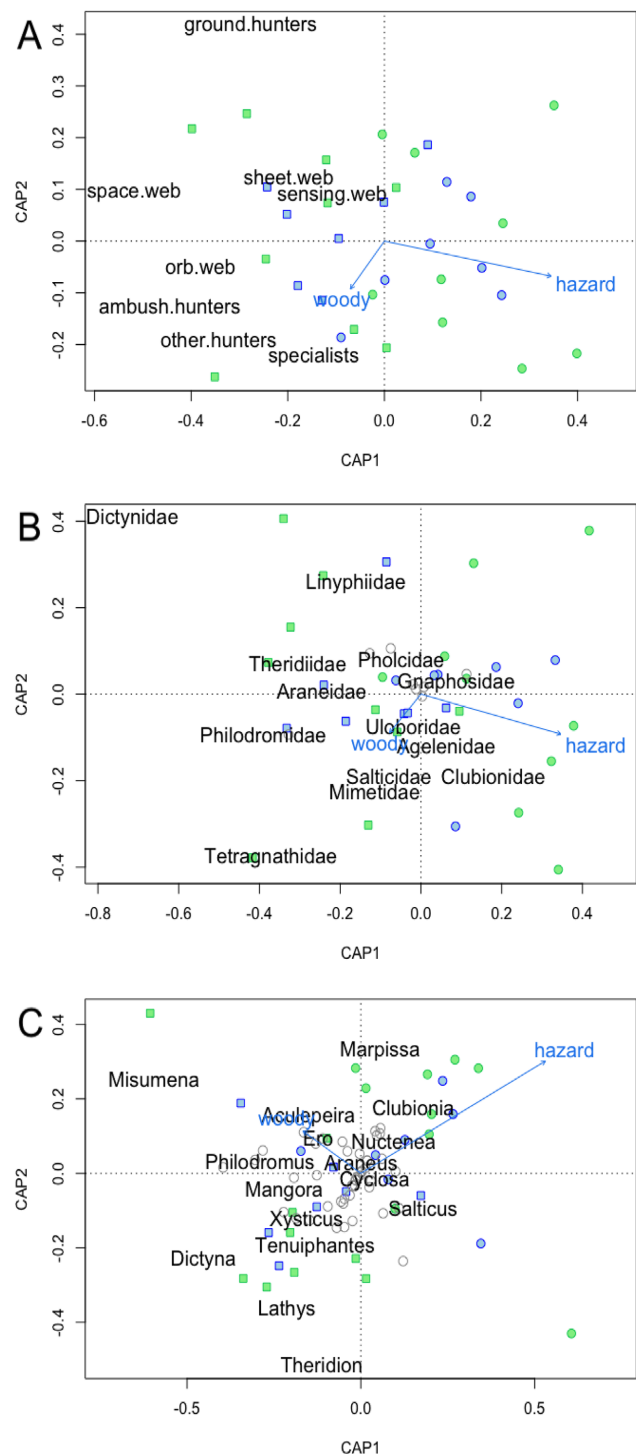 A
ground.hunters
0.4
0.3
0.2
0.1
0.0
-0.1
-0.2
CAP2
sheet.web
space.web
sensing.web
orb.web
hazard
woody
ambush.hunters
other.hunters
specialists
-0.6
-0.4
-0.2
0.0
0.2
0.4
CAP1
B
Dictynidae
0.4
0.2
0.0
-0.2
-0.4
CAP2
Linyphiidae
Pholcidae
Theridiidae
Gnaphosidae
Araneidae
Uloboridae
Philodromidae
woody
Agelenidae
hazard
Salticidae
Clubionidae
Mimetidae
Tetragnathidae
-0.8
-0.6
-0.4
-0.2
0.0
0.2
0.4
CAP1
C
0.4
0.2
0.0
-0.2
-0.4
CAP2
Marpissa
hazard
Misumena
Clubionia
Aculepeira
woody
Ero
Nuctenea
Philodromus
Araneus
Cyclosa
Mangora
Salticus
Xysticus
Tenuiphantes
Dictyna
Lathys
Theridion
-0.5
0.0
0.5
CAP1